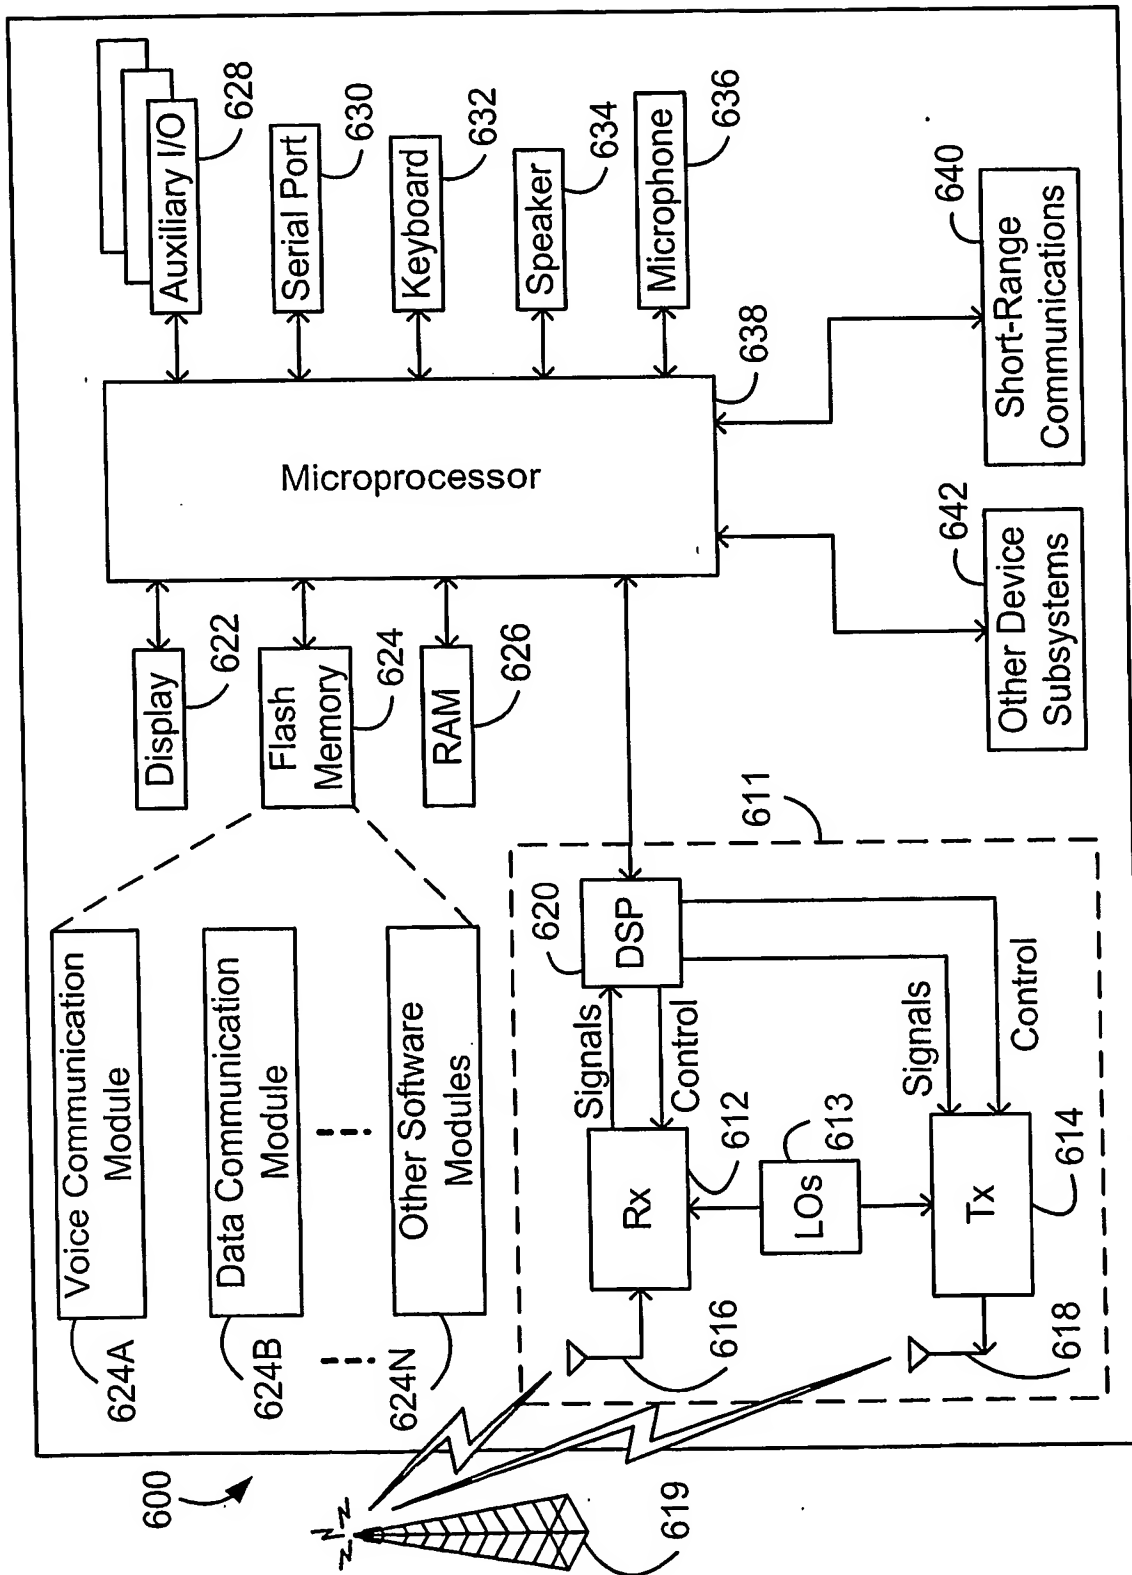 600
619
624A
Voice Communication
Module
624B
Data Communication
Module
624N
Other Software
Modules
Display
622
Flash
Memory
624
RAM
626
Microprocessor
638
Auxiliary I/O
628
Serial Port
630
Keyboard
632
Speaker
634
Microphone
636
611
616
Rx
612
Signals
Control
DSP
620
LOs
613
618
Tx
614
Signals
Control
Other Device
Subsystems
642
Short-Range
Communications
640